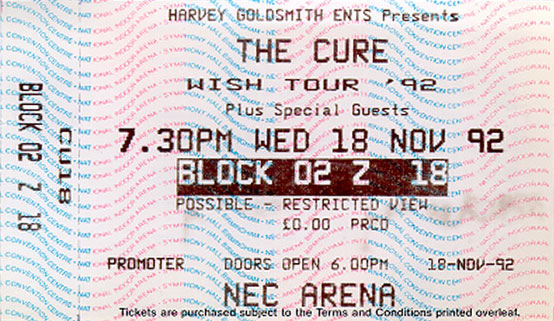 HARVEY GOLDSMITH ENTS Presents
THE CURE
WISH TOUR '92
Plus Special Guests
7.30PM WED 18 NOV 92
BLOCK 02 Z 18
POSSIBLE - RESTRICTED VIEW
£0.00 PRCD
PROMOTER DOORS OPEN 6.00PM 18-NOV-92
NEC ARENA
Tickets are purchased subject to the Terms and Conditions printed overleaf.
BLOCK 02 Z 18
CU18